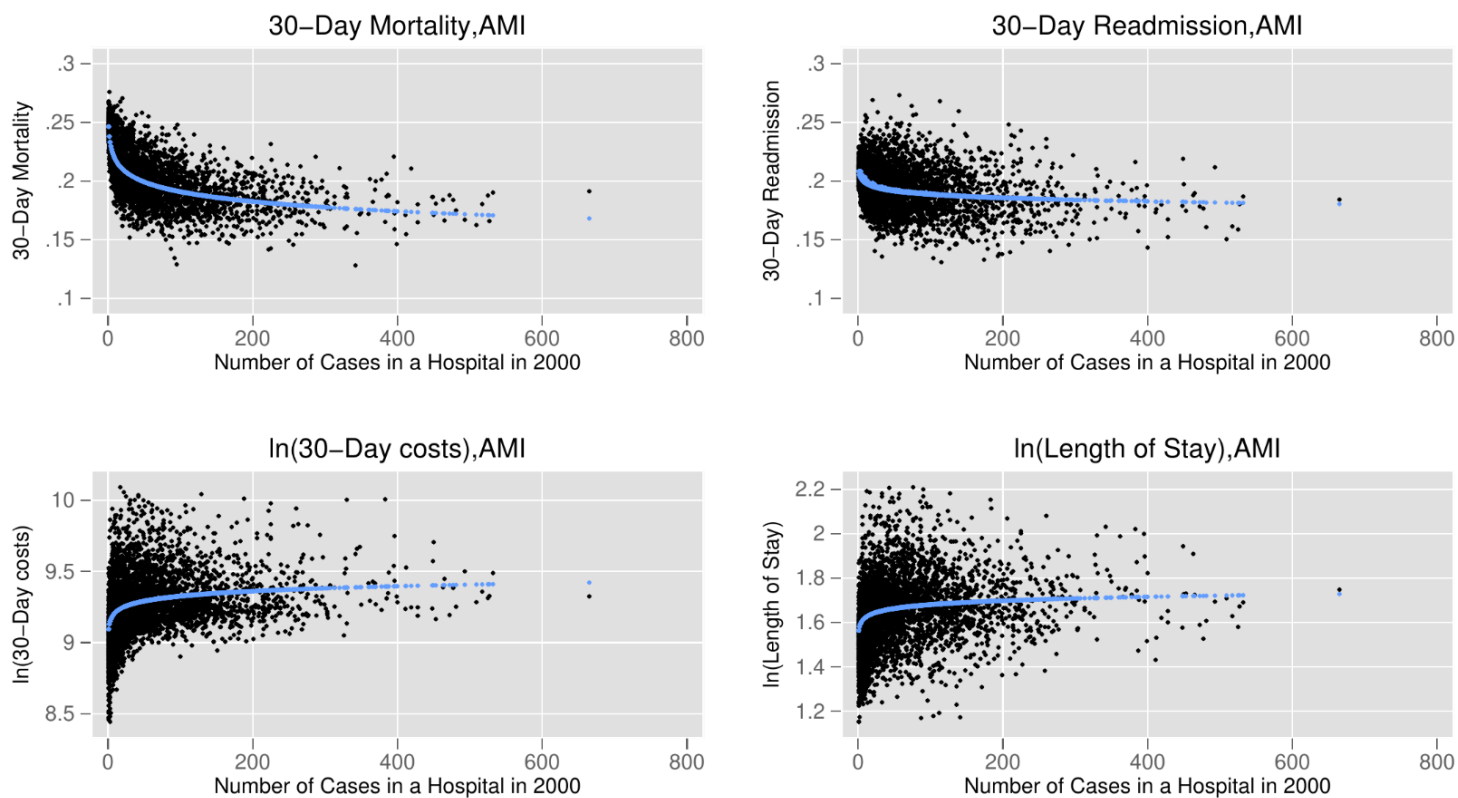 30−Day Mortality,AMI
30−Day Mortality
.3
.25
.2
.15
.1
0 200 400 600 800
Number of Cases in a Hospital in 2000
30−Day Readmission,AMI
30−Day Readmission
.3
.25
.2
.15
.1
0 200 400 600 800
Number of Cases in a Hospital in 2000
ln(30−Day costs),AMI
ln(30−Day costs)
10
9.5
9
8.5
0 200 400 600 800
Number of Cases in a Hospital in 2000
ln(Length of Stay),AMI
ln(Length of Stay)
2.2
2
1.8
1.6
1.4
1.2
0 200 400 600 800
Number of Cases in a Hospital in 2000